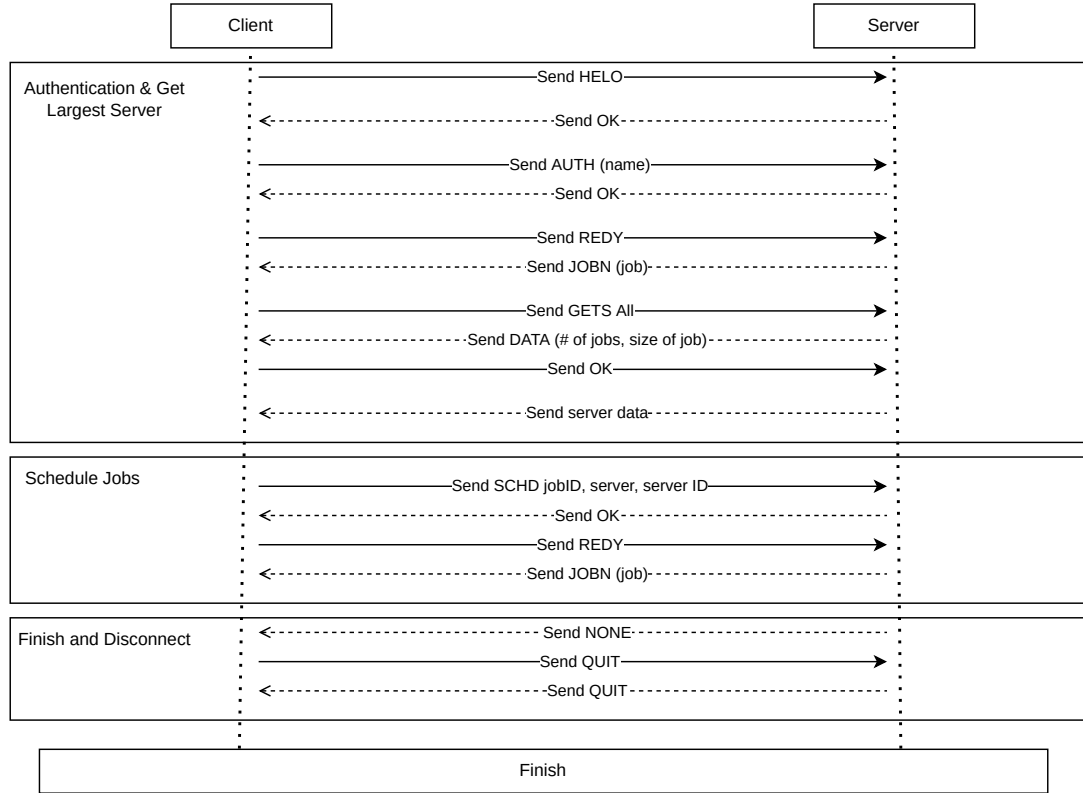 Client
Server
Authentication & Get
Largest Server
Send HELO
Send OK
Send AUTH (name)
Send OK
Send REDY
Send JOBN (job)
Send GETS All
Send DATA (# of jobs, size of job)
Send OK
Send server data
Schedule Jobs
Send SCHD jobID, server, server ID
Send OK
Send REDY
Send JOBN (job)
Finish and Disconnect
Send NONE
Send QUIT
Send QUIT
Finish